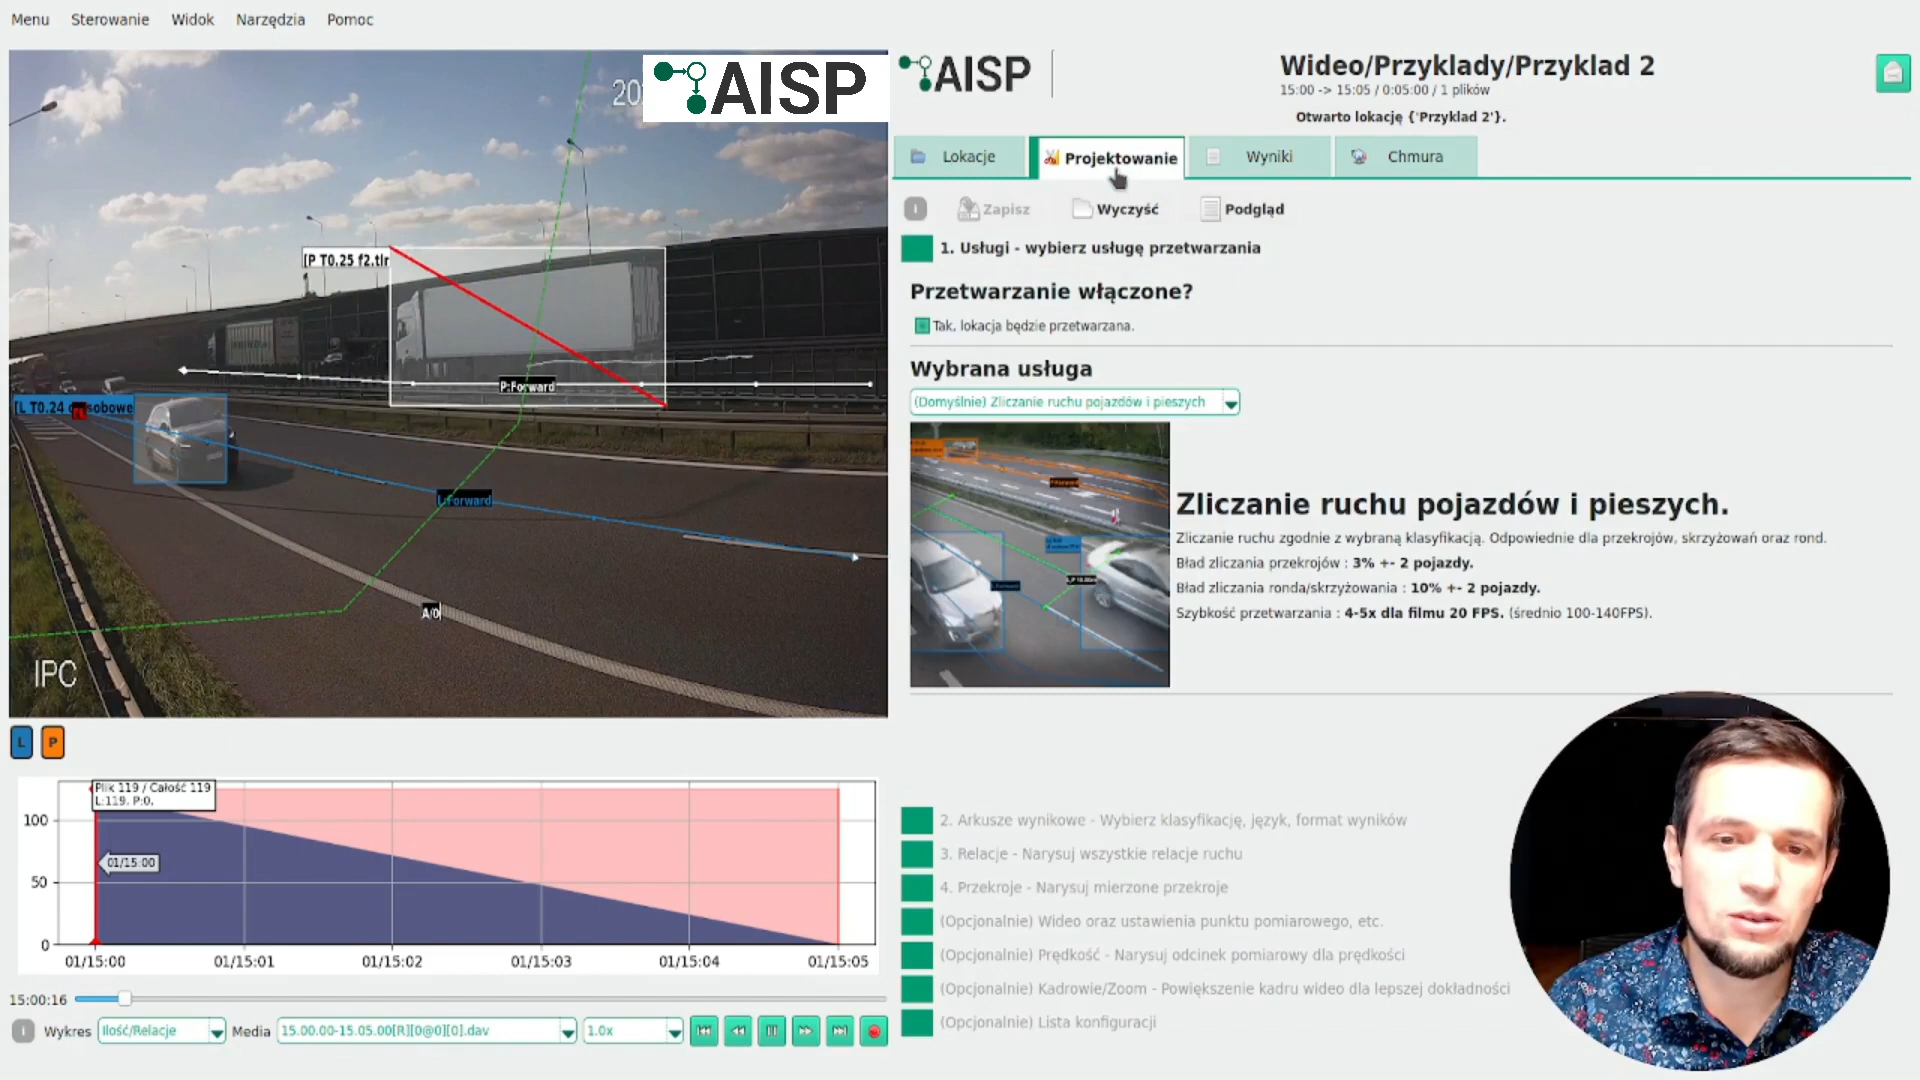 Menu Sterowanie Widok Narzędzia Pomoc
20
AISP
AISP
Wideo/Przyklady/Przyklad 2
15:00 -> 15:05 / 0:05:00 / 1 plików
Otwarto lokację {'Przyklad 2'}.
Lokacje Projektowanie Wyniki Chmura
Zapisz Wyczyść Podgląd
1. Usługi - wybierz usługę przetwarzania
Przetwarzanie włączone?
Tak, lokacja będzie przetwarzana.
Wybrana usługa
(Domyślnie) Zliczanie ruchu pojazdów i pieszych
Zliczanie ruchu pojazdów i pieszych.
Zliczanie ruchu zgodnie z wybraną klasyfikacją. Odpowiednie dla przekrojów, skrzyżowań oraz rond.
Bład zliczania przekrojów : 3% +- 2 pojazdy.
Bład zliczania ronda/skrzyżowania : 10% +- 2 pojazdy.
Szybkość przetwarzania : 4-5x dla filmu 20 FPS. (średnio 100-140FPS).
[P T0.25 f2.tir
P:Forward
[L T0.24 osobowe
L:Forward
A/0
IPC
L P
Plik 119 / Całość 119
L:119, P:0,
01/15:00
100
50
0
01/15:00 01/15:01 01/15:02 01/15:03 01/15:04 01/15:05
15:00:16
Wykres Ilość/Relacje Media 15.00.00-15.05.00[R][0@0][0].dav 1.0x
2. Arkusze wynikowe - Wybierz klasyfikację, język, format wyników
3. Relacje - Narysuj wszystkie relacje ruchu
4. Przekroje - Narysuj mierzone przekroje
(Opcjonalnie) Wideo oraz ustawienia punktu pomiarowego, etc.
(Opcjonalnie) Prędkość - Narysuj odcinek pomiarowy dla prędkości
(Opcjonalnie) Kadrowie/Zoom - Powiększenie kadru wideo dla lepszej dokładności
(Opcjonalnie) Lista konfiguracji